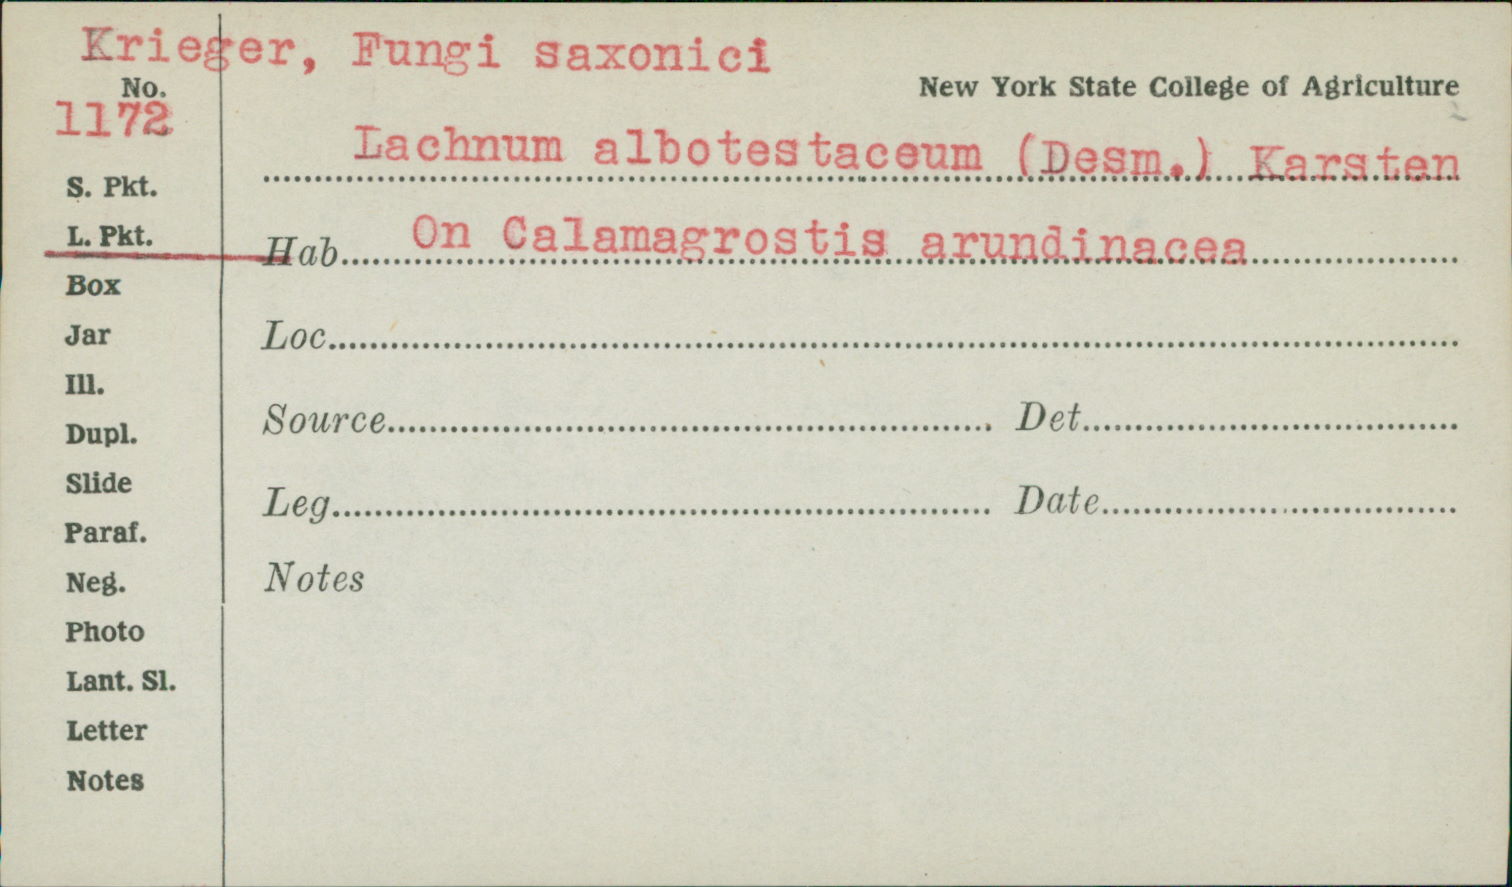 Krieger, Fungi saxonici
No.
New York State College of Agriculture
1172
Lachnum albotestaceum (Desm.) Karsten
S. Pkt.
L. Pkt.
Hab. On Calamagrostis arundinacea
Box
Jar
Loc.
Ill.
Dupl.
Source. Det.
Slide
Leg. Date.
Paraf.
Neg.
Notes
Photo
Lant. Sl.
Letter
Notes